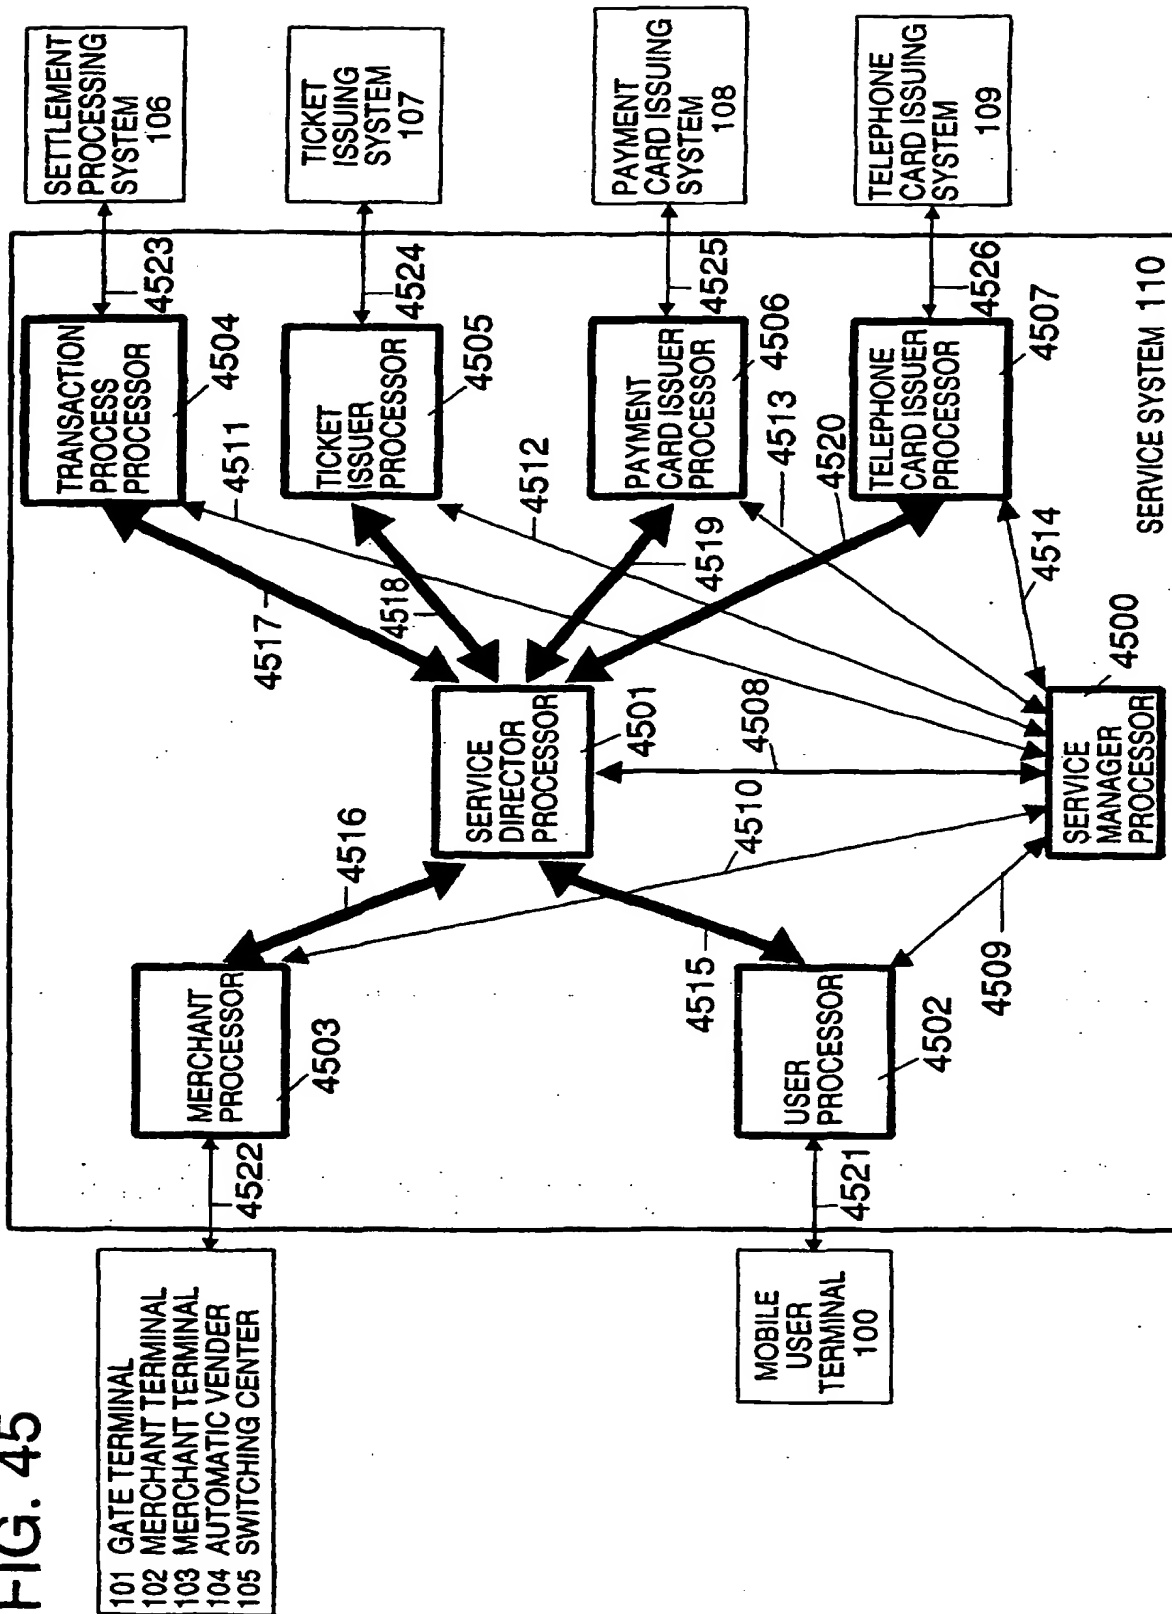 FIG. 45
101 GATE TERMINAL
102 MERCHANT TERMINAL
103 MERCHANT TERMINAL
104 AUTOMATIC VENDER
105 SWITCHING CENTER
MOBILE
USER
TERMINAL
100
4522
4521
MERCHANT
PROCESSOR
4503
USER
PROCESSOR
4502
4516
4515
4510
4509
SERVICE
DIRECTOR
PROCESSOR
4501
4508
SERVICE
MANAGER
PROCESSOR
4500
4517
4518
4511
4512
4519
4513
4520
4514
TRANSACTION
PROCESS
PROCESSOR
4504
TICKET
ISSUER
PROCESSOR
4505
PAYMENT
CARD ISSUER
PROCESSOR
4506
TELEPHONE
CARD ISSUER
PROCESSOR
4507
SERVICE SYSTEM 110
4523
4524
4525
4526
SETTLEMENT
PROCESSING
SYSTEM
106
TICKET
ISSUING
SYSTEM
107
PAYMENT
CARD ISSUING
SYSTEM
108
TELEPHONE
CARD ISSUING
SYSTEM
109